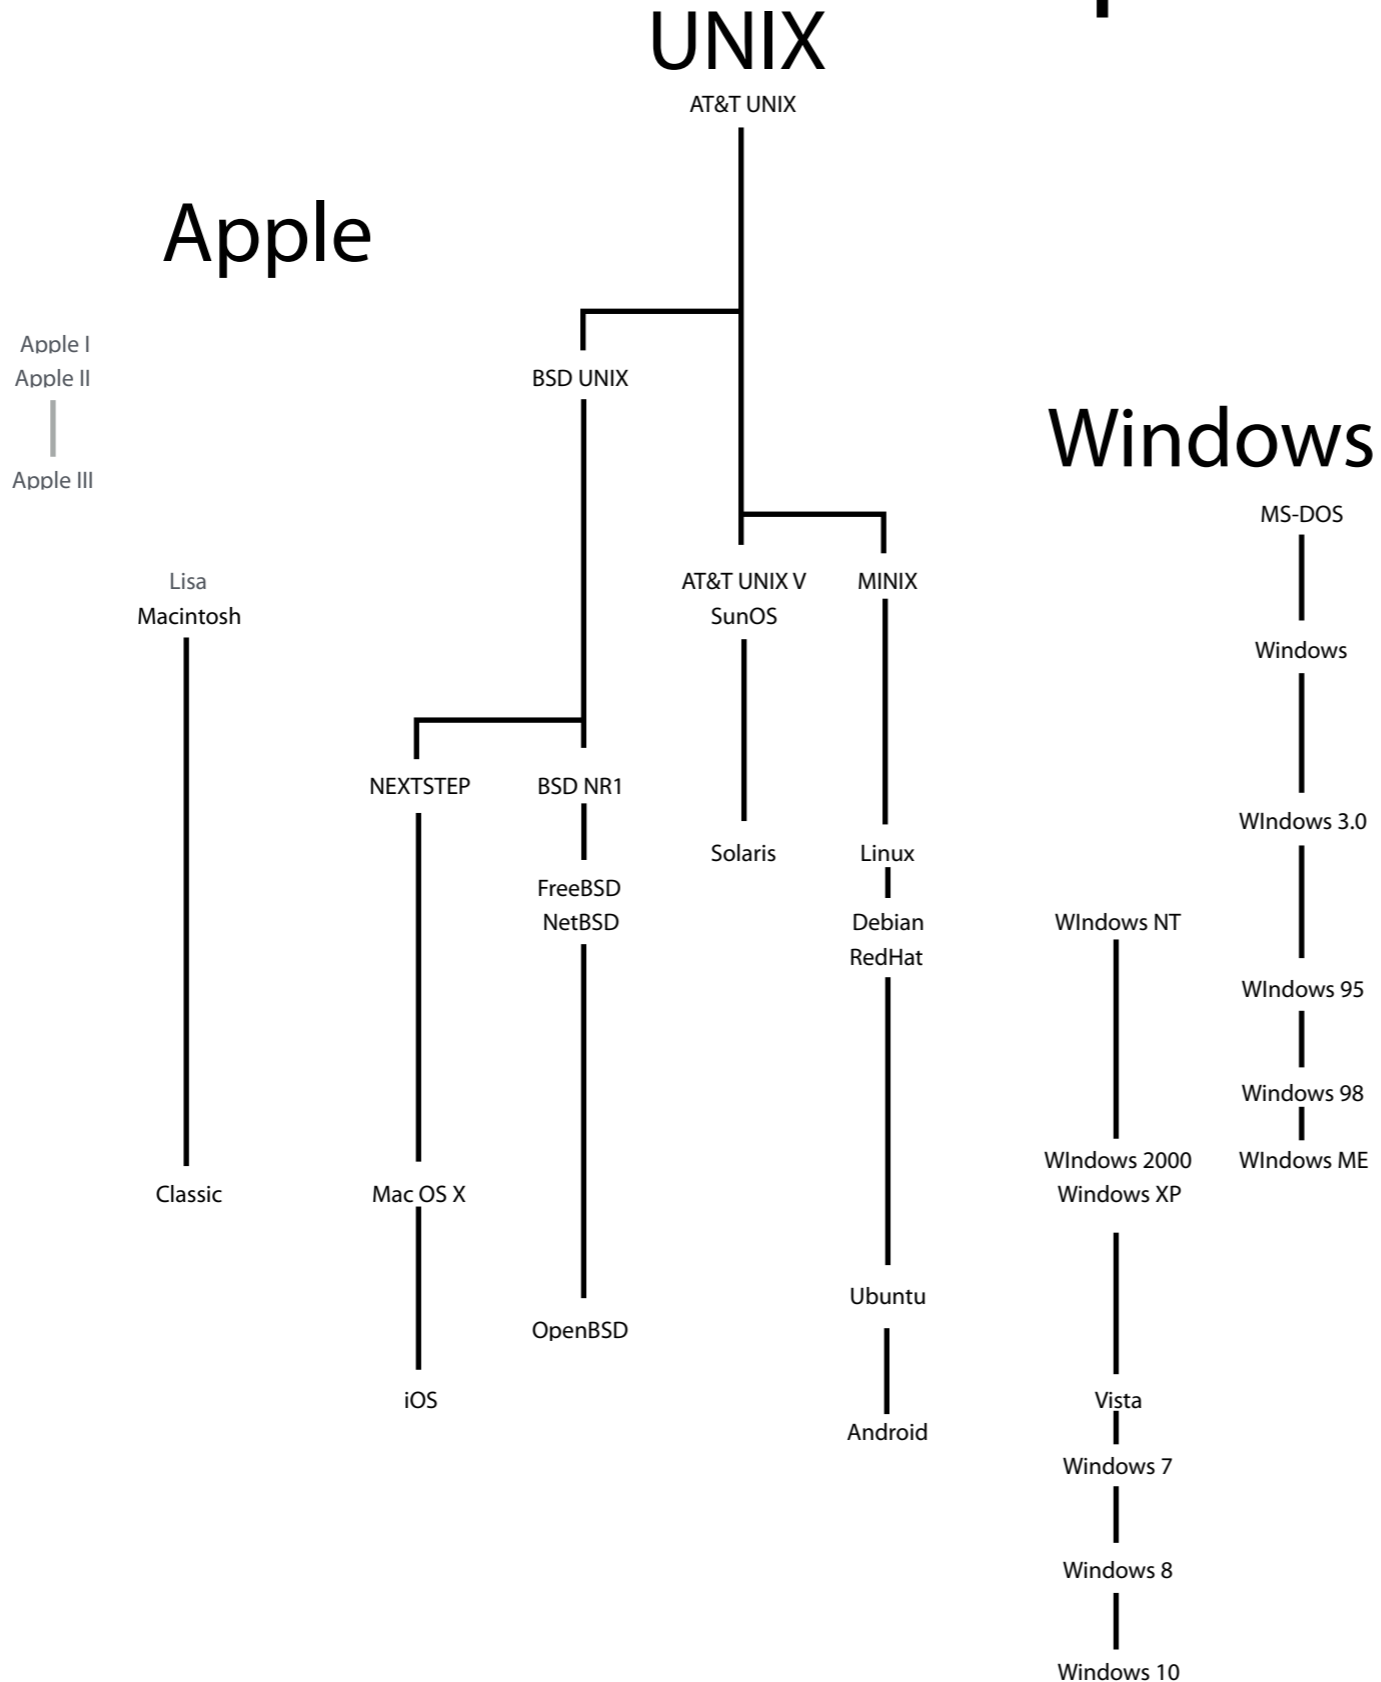 UNIX
AT&T UNIX
Apple
Apple I
Apple II
Apple III
Lisa
Macintosh
Classic
BSD UNIX
NEXTSTEP
Mac OS X
iOS
BSD NR1
FreeBSD
NetBSD
OpenBSD
AT&T UNIX V
SunOS
Solaris
MINIX
Linux
Debian
RedHat
Ubuntu
Android
Windows
MS-DOS
Windows
WIndows 3.0
WIndows 95
Windows 98
WIndows ME
WIndows NT
WIndows 2000
Windows XP
Vista
Windows 7
Windows 8
Windows 10